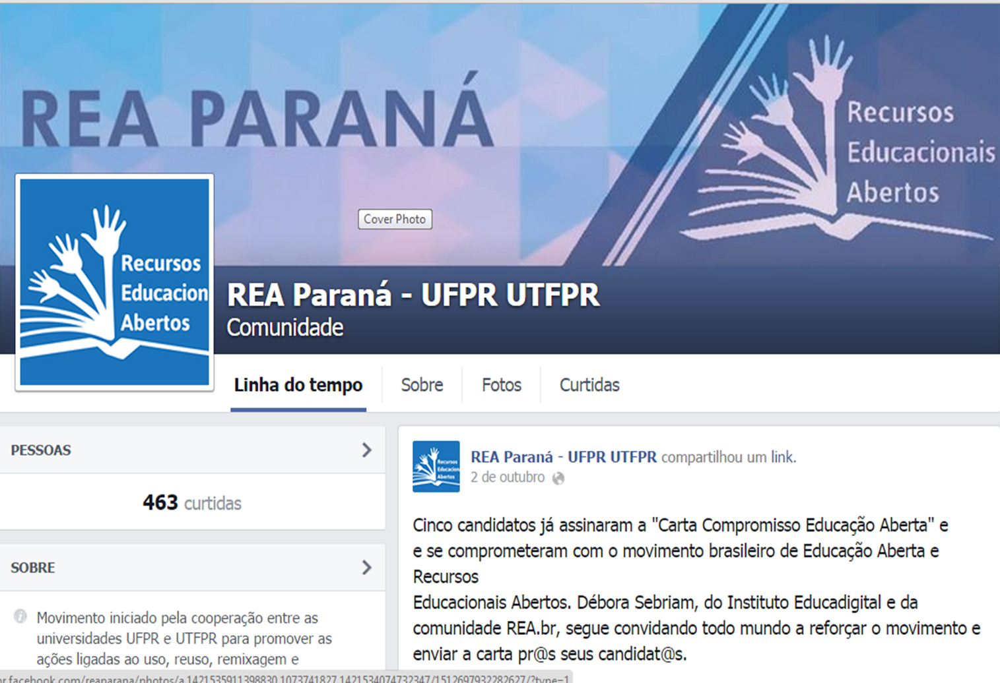 REA PARANÁ
Recursos
Educacionais
Abertos
Cover Photo
Recursos
Educacion
Abertos
REA Paraná - UFPR UTFPR
Comunidade
Linha do tempo
Sobre
Fotos
Curtidas
PESSOAS
463 curtidas
SOBRE
Movimento iniciado pela cooperação entre as
universidades UFPR e UTFPR para promover as
ações ligadas ao uso, reuso, remixagem e
Recursos
Educacion
Abertos
REA Paraná - UFPR UTFPR compartilhou um link.
2 de outubro
Cinco candidatos já assinaram a "Carta Compromisso Educação Aberta" e
e se comprometeram com o movimento brasileiro de Educação Aberta e
Recursos
Educacionais Abertos. Débora Sebriam, do Instituto Educadigital e da
comunidade REA.br, segue convidando todo mundo a reforçar o movimento e
enviar a carta pr@s seus candidat@s.
br.facebook.com/reaparana/photos/a.1421535911398830.1073741827.1421534074732347/1512697932282627/?type=1